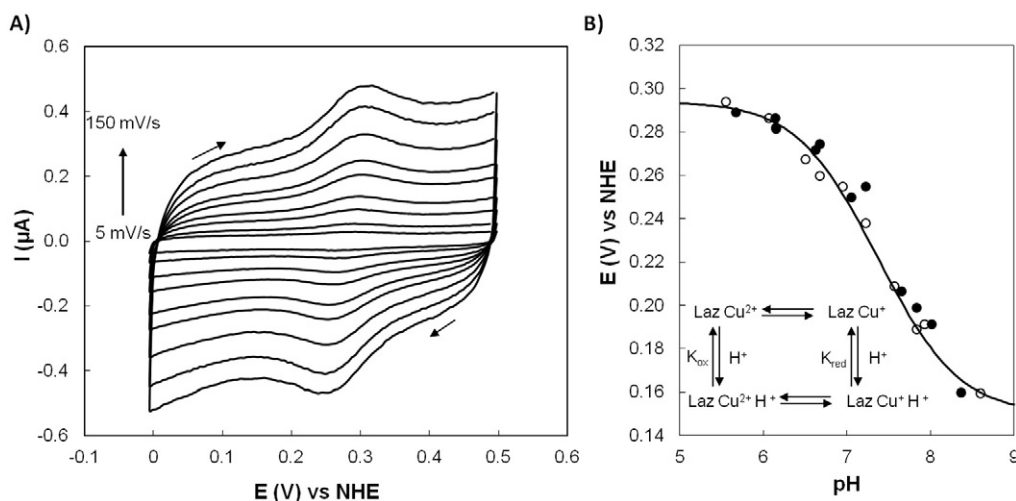 A)
0.6
0.4
0.2
0.0
-0.2
-0.4
-0.6
I (µA)
150 mV/s
5 mV/s
-0.1 0 0.1 0.2 0.3 0.4 0.5 0.6
E (V) vs NHE
B)
0.32
0.30
0.28
0.26
0.24
0.22
0.20
0.18
0.16
0.14
E (V) vs NHE
Laz Cu²⁺ Laz Cu⁺
Kox H⁺ Kred H⁺
Laz Cu²⁺ H⁺ Laz Cu⁺ H⁺
5 6 7 8 9
pH